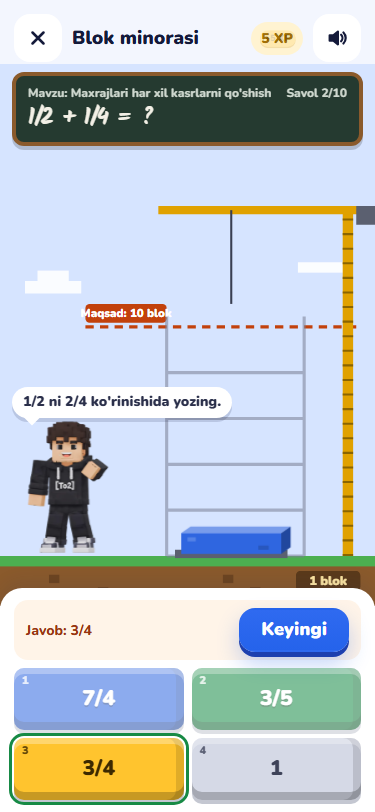 Blok minorasi
5 XP
Mavzu: Maxrajlari har xil kasrlarni qo'shish
Savol 2/10
1/2 + 1/4 = ?
Maqsad: 10 blok
1/2 ni 2/4 ko'rinishida yozing.
[To2]
1 blok
Javob: 3/4
Keyingi
1
7/4
2
3/5
3
3/4
4
1